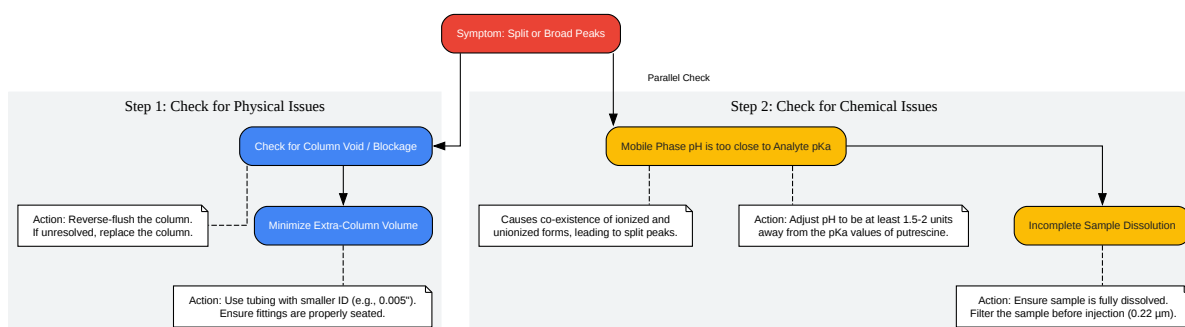 Symptom: Split or Broad Peaks
Parallel Check
Step 1: Check for Physical Issues
Check for Column Void / Blockage
Action: Reverse-flush the column.
If unresolved, replace the column.
Minimize Extra-Column Volume
Action: Use tubing with smaller ID (e.g., 0.005").
Ensure fittings are properly seated.
Step 2: Check for Chemical Issues
Mobile Phase pH is too close to Analyte pKa
Causes co-existence of ionized and
unionized forms, leading to split peaks.
Action: Adjust pH to be at least 1.5-2 units
away from the pKa values of putrescine.
Incomplete Sample Dissolution
Action: Ensure sample is fully dissolved.
Filter the sample before injection (0.22 µm).